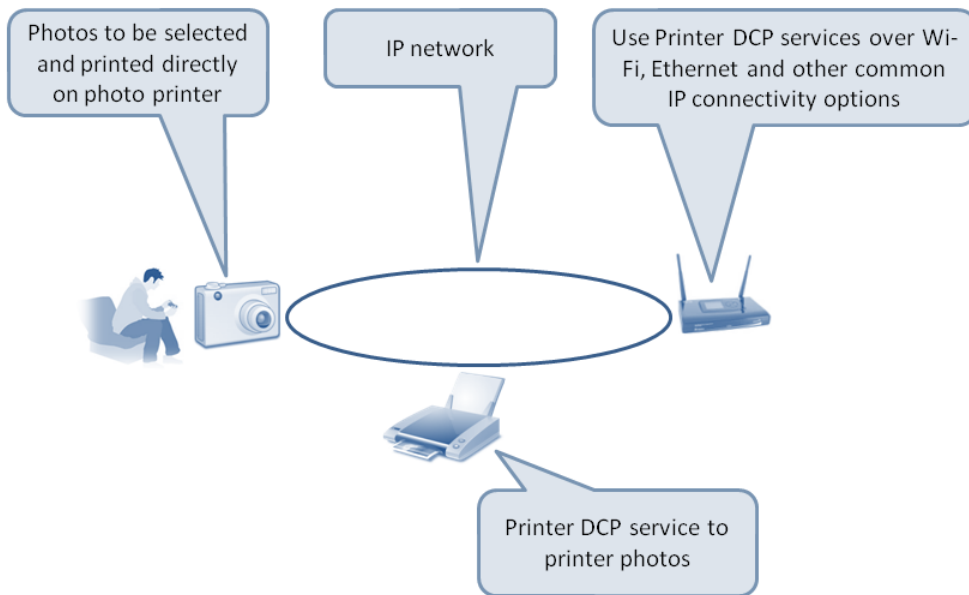 Photos to be selected
and printed directly
on photo printer
IP network
Use Printer DCP services over Wi-
Fi, Ethernet and other common
IP connectivity options
Printer DCP service to
printer photos